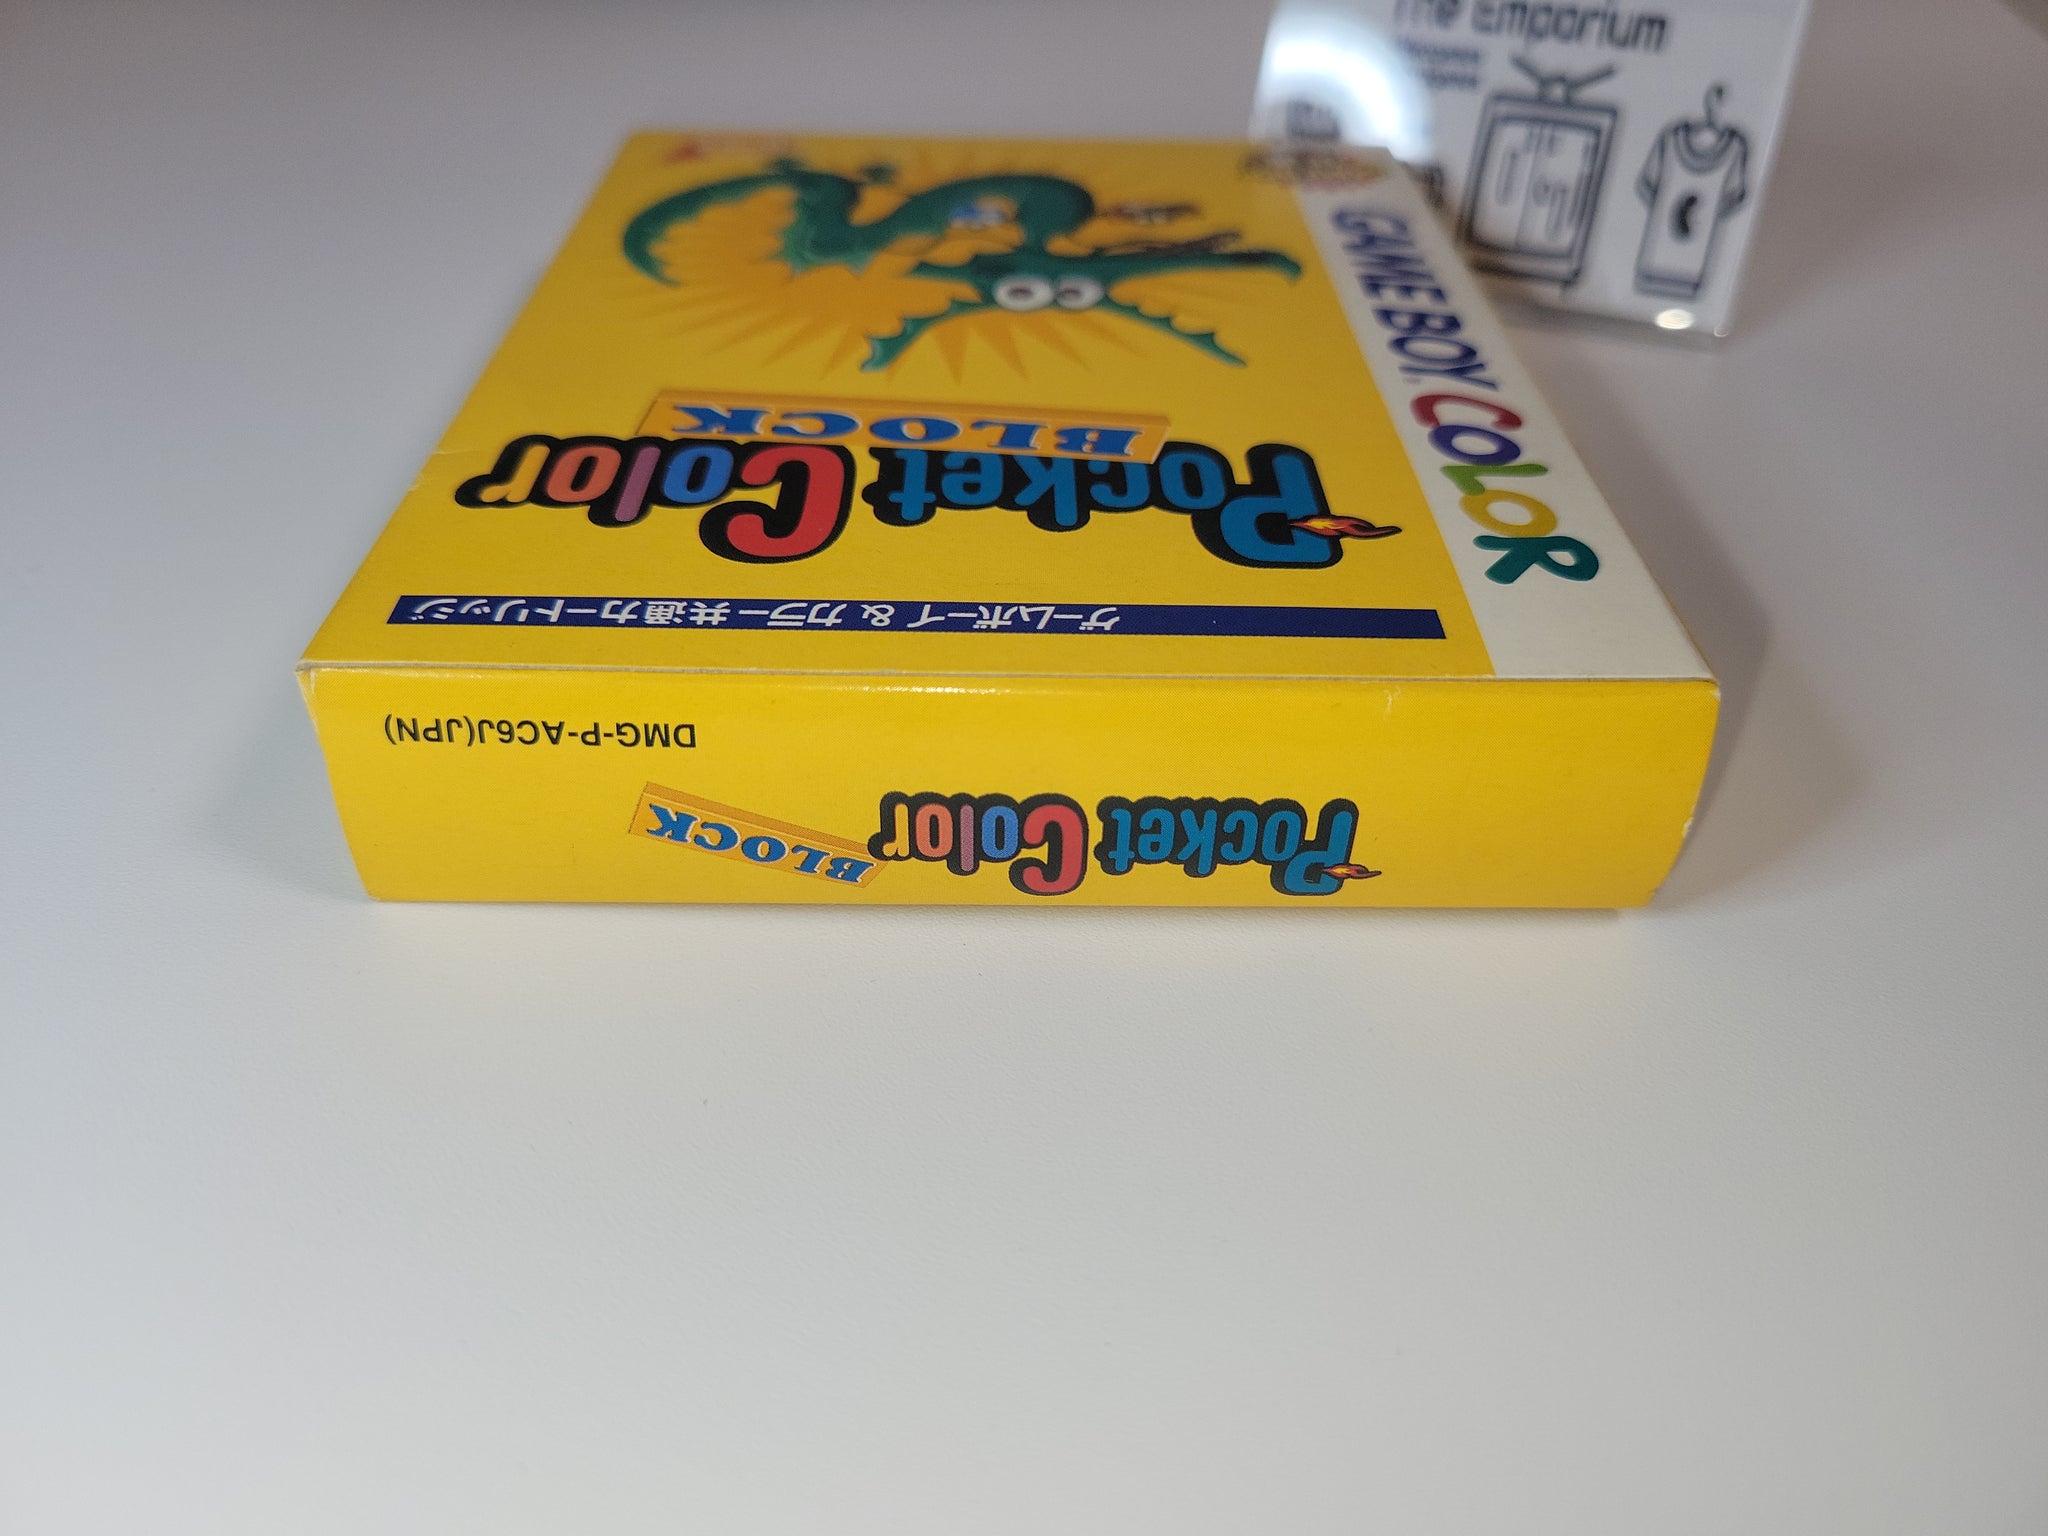 The Emporium
GAME BOY COLOR
ゲームボーイ & カラー 共通カートリッジ
Pocket Color
BLOCK
DMG-P-AC6J(JPN)
Pocket Color
BLOCK